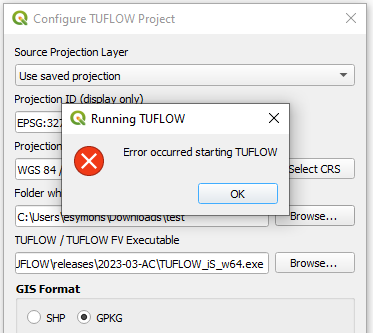 Configure TUFLOW Project
Source Projection Layer
Use saved projection
Projection ID (display only)
EPSG:327
Running TUFLOW
Error occurred starting TUFLOW
OK
Projection
WGS 84 /
Select CRS
Folder wh
C:\Users\esymons\Downloads\test
Browse...
TUFLOW / TUFLOW FV Executable
JFLOW\releases\2023-03-AC\TUFLOW_iS_w64.exe
Browse...
GIS Format
SHP
GPKG